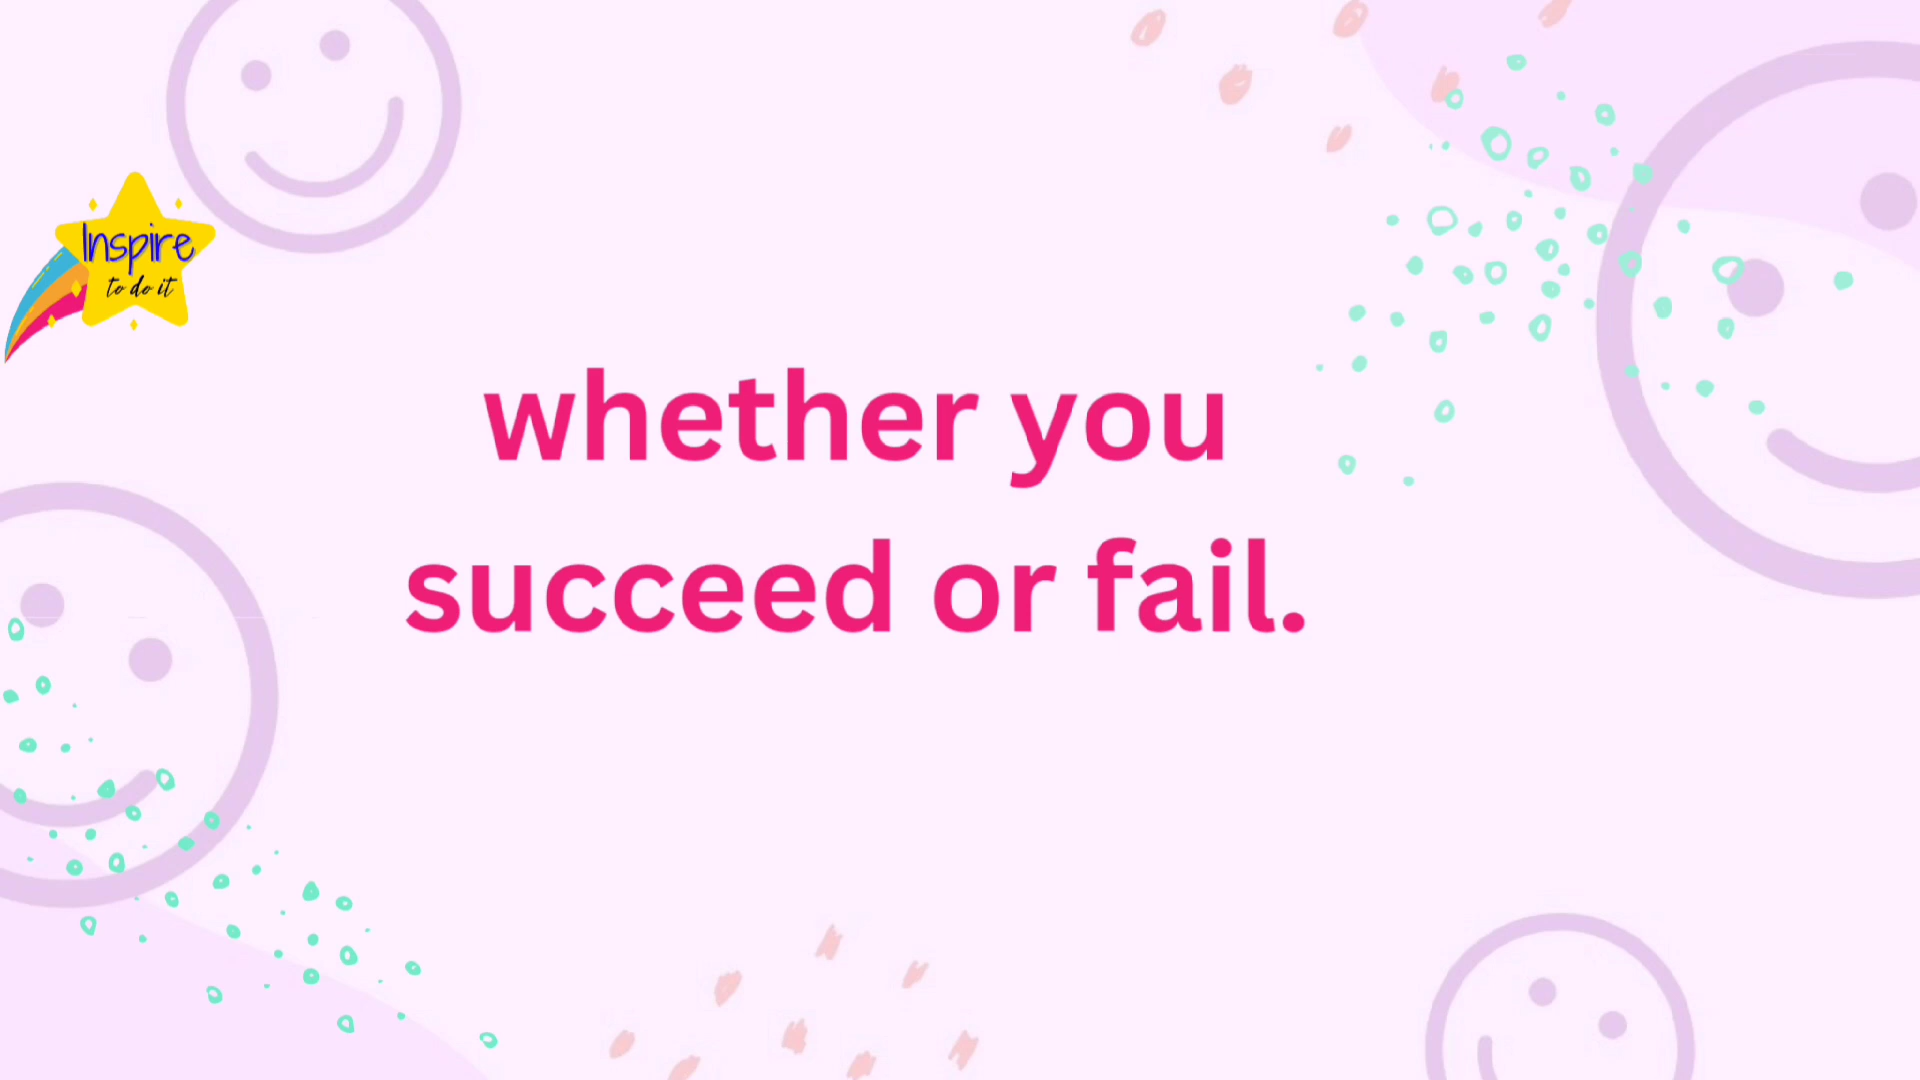 Inspire
to do it
whether you
succeed or fail.